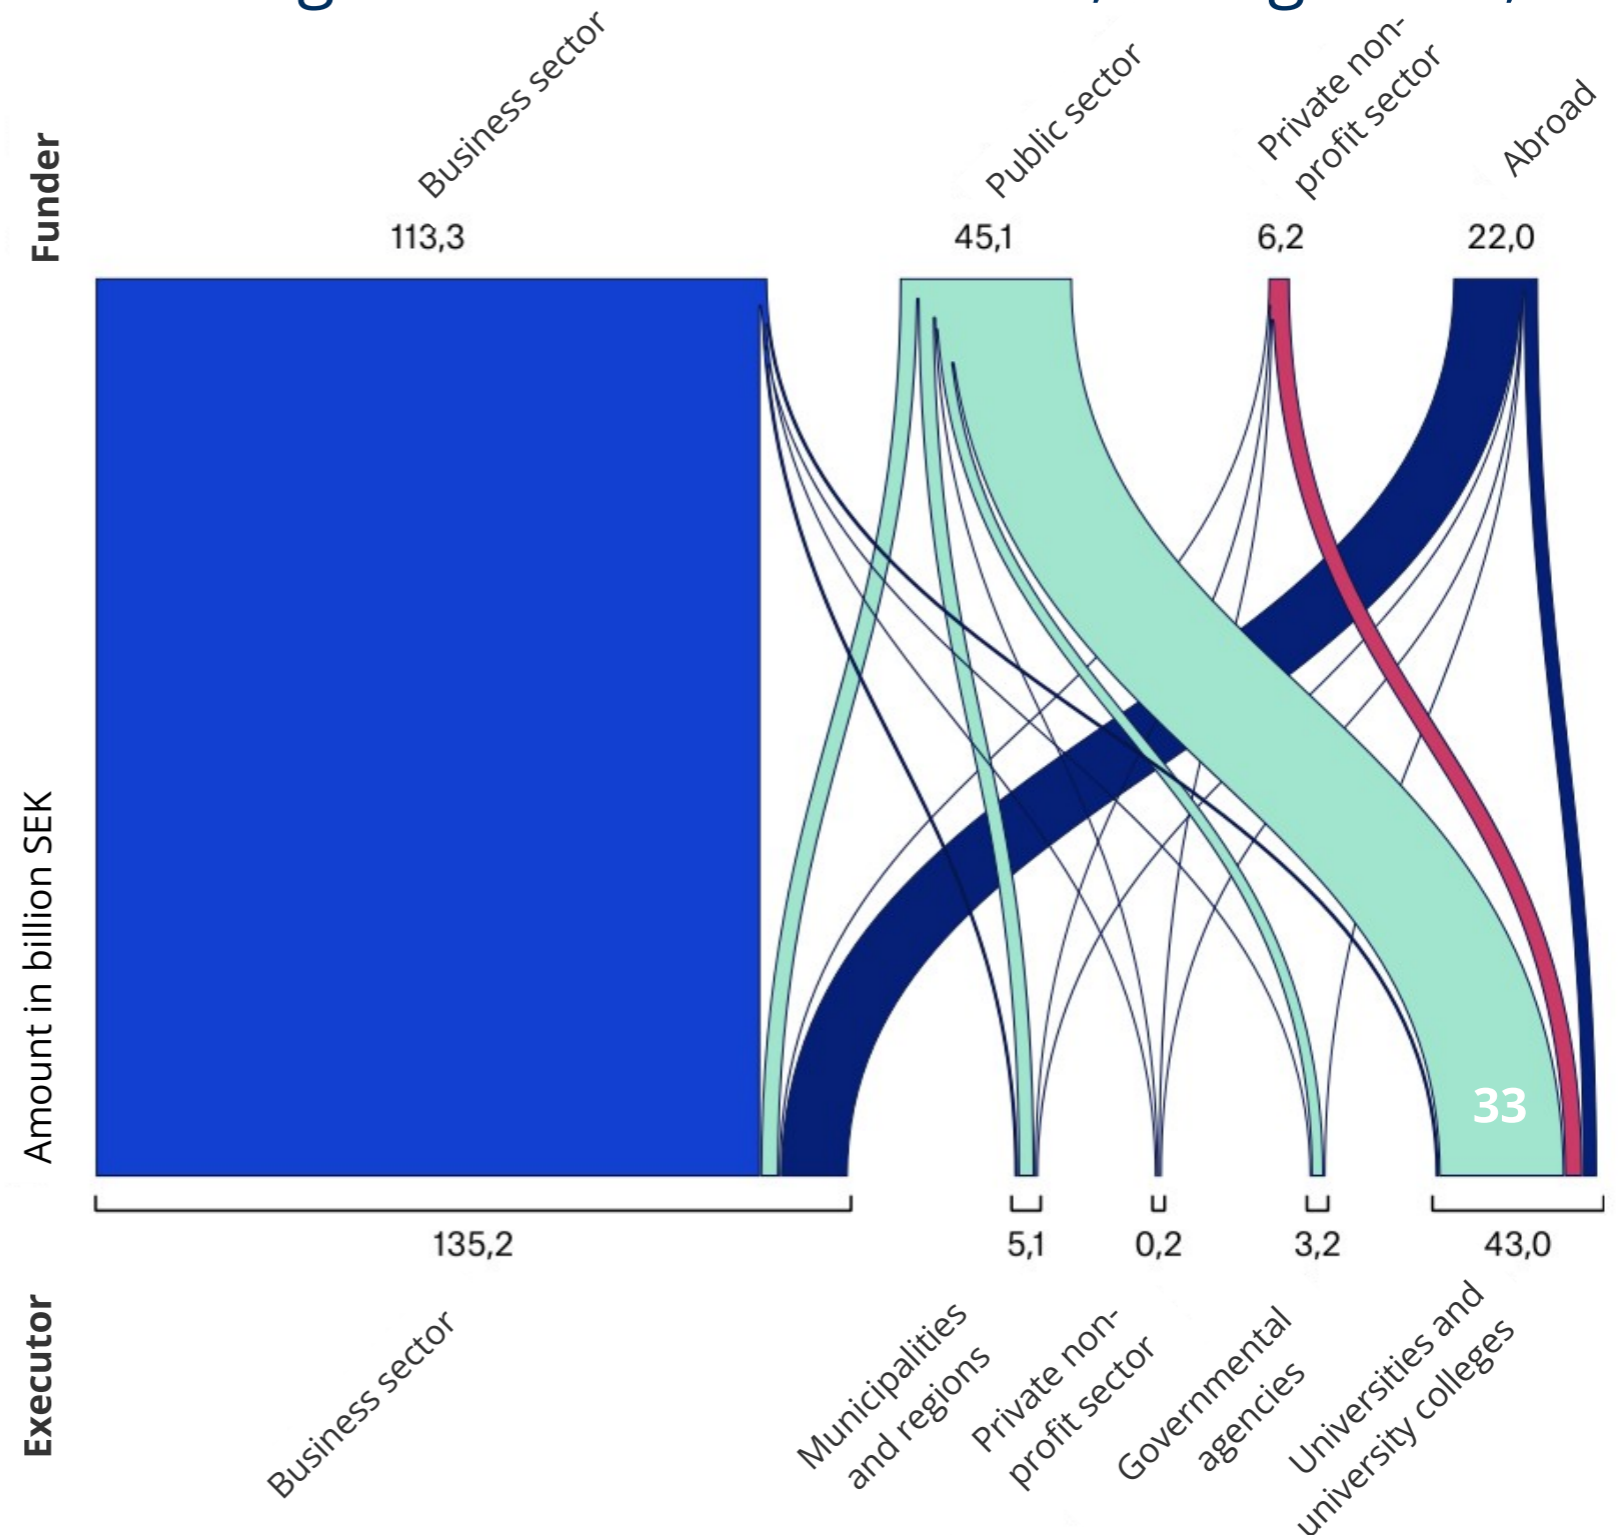 Funder
Business sector
Public sector
Private non-
profit sector
Abroad
113,3
45,1
6,2
22,0
Amount in billion SEK
33
135,2
5,1
0,2
3,2
43,0
Executor
Business sector
Municipalities
and regions
Private non-
profit sector
Governmental
agencies
Universities and
university colleges